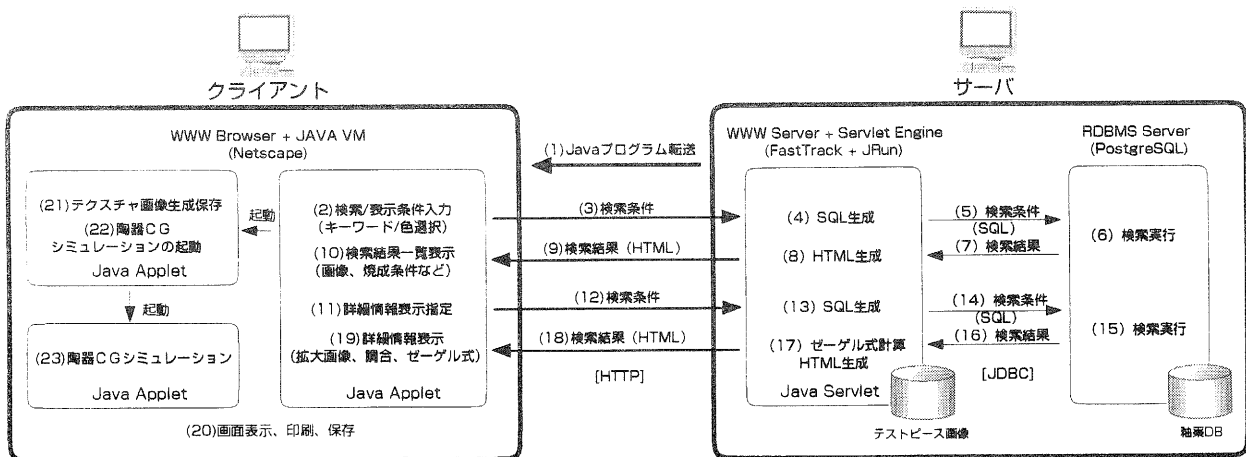 クライアント
サーバ
WWW Browser + JAVA VM
(Netscape)
(21)テクスチャ画像生成保存
(22)陶器CG
シミュレーションの起動
Java Applet
起動
起動
(23)陶器CGシミュレーション
Java Applet
(2)検索/表示条件入力
(キーワード/色選択)
(10)検索結果一覧表示
(画像、焼成条件など)
(11)詳細情報表示指定
(19)詳細情報表示
(拡大画像、調合、ゼーゲル式)
Java Applet
(20)画面表示、印刷、保存
(1)Javaプログラム転送
(3)検索条件
(9)検索結果(HTML)
(12)検索条件
(18)検索結果(HTML)
[HTTP]
WWW Server + Servlet Engine
(FastTrack + JRun)
(4) SQL生成
(8) HTML生成
(13) SQL生成
(17) ゼーゲル式計算
HTML生成
Java Servlet
テストピース画像
(5) 検索条件
(SQL)
(7) 検索結果
(14) 検索条件
(SQL)
(16) 検索結果
[JDBC]
RDBMS Server
(PostgreSQL)
(6) 検索実行
(15) 検索実行
釉薬DB